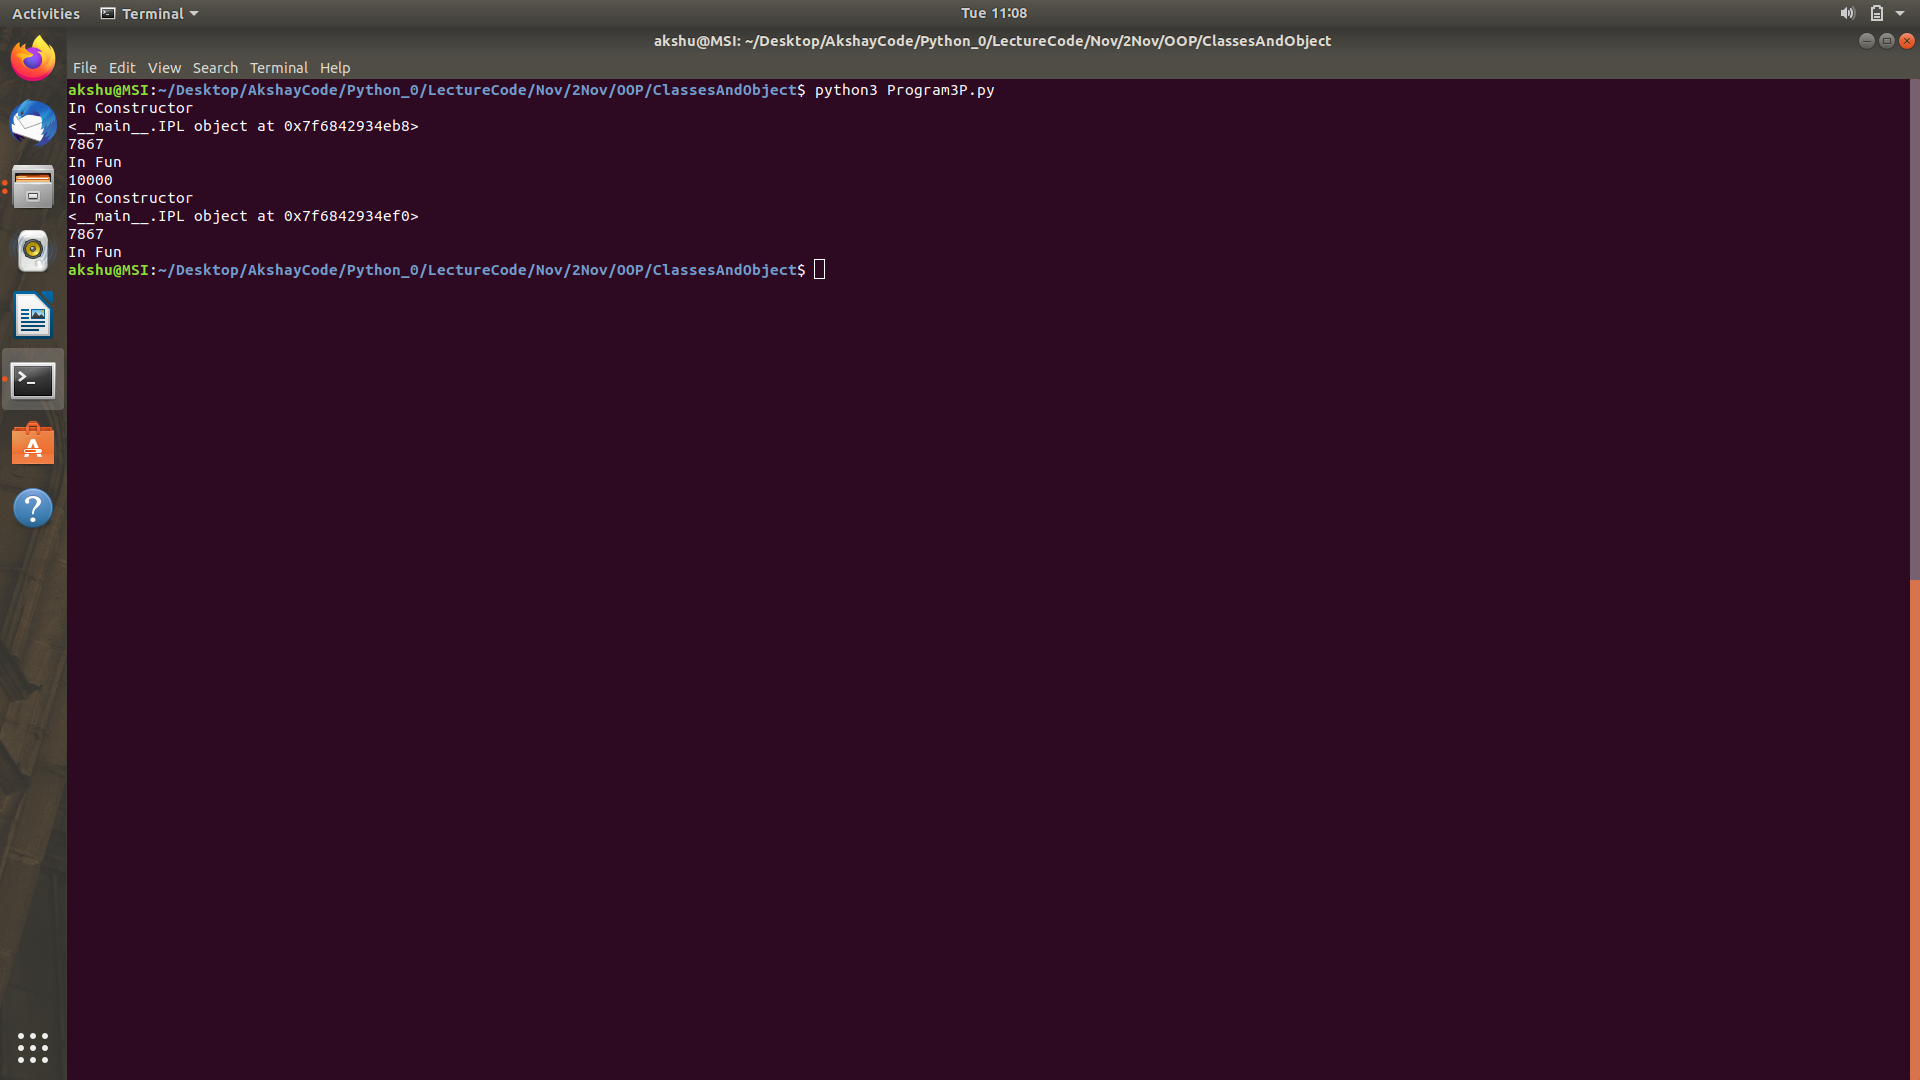 Activities Terminal Tue 11:08
akshu@MSI: ~/Desktop/AkshayCode/Python_0/LectureCode/Nov/2Nov/OOP/ClassesAndObject
File Edit View Search Terminal Help
akshu@MSI:~/Desktop/AkshayCode/Python_0/LectureCode/Nov/2Nov/OOP/ClassesAndObject$ python3 Program3P.py
In Constructor
<__main__.IPL object at 0x7f6842934eb8>
7867
In Fun
10000
In Constructor
<__main__.IPL object at 0x7f6842934ef0>
7867
In Fun
akshu@MSI:~/Desktop/AkshayCode/Python_0/LectureCode/Nov/2Nov/OOP/ClassesAndObject$